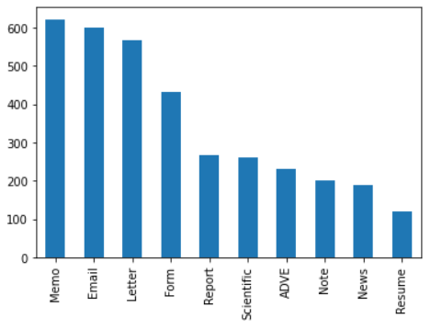 600
500
400
300
200
100
0
Memo
Email
Letter
Form
Report
Scientific
ADVE
Note
News
Resume